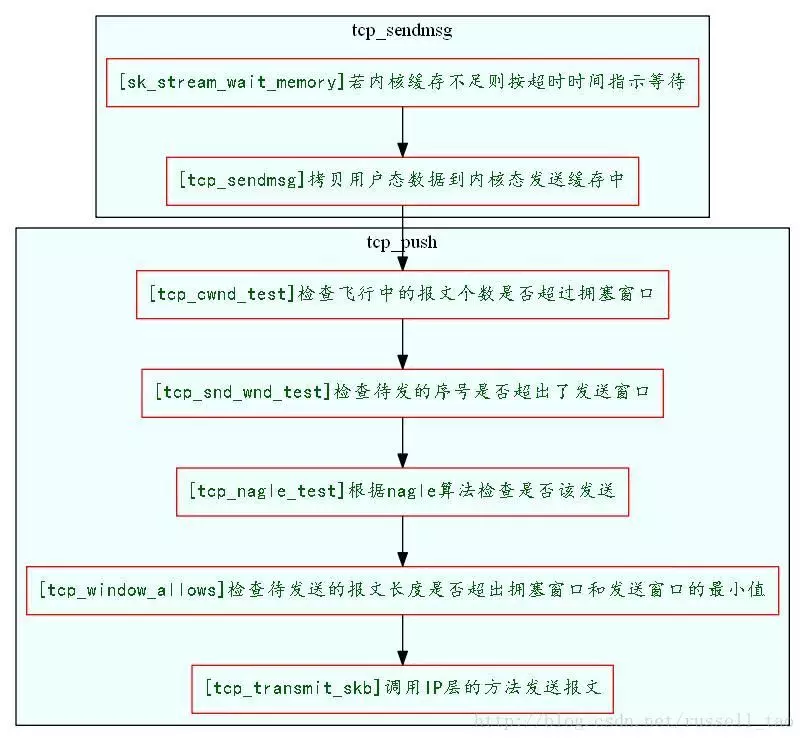 tcp_sendmsg
[sk_stream_wait_memory]若内核缓存不足则按超时时间指示等待
[tcp_sendmsg]拷贝用户态数据到内核态发送缓存中
tcp_push
[tcp_cwnd_test]检查飞行中的报文个数是否超过拥塞窗口
[tcp_snd_wnd_test]检查待发的序号是否超出了发送窗口
[tcp_nagle_test]根据nagle算法检查是否该发送
[tcp_window_allows]检查待发送的报文长度是否超出拥塞窗口和发送窗口的最小值
[tcp_transmit_skb]调用IP层的方法发送报文
http://blog.csdn.net/russell_tao